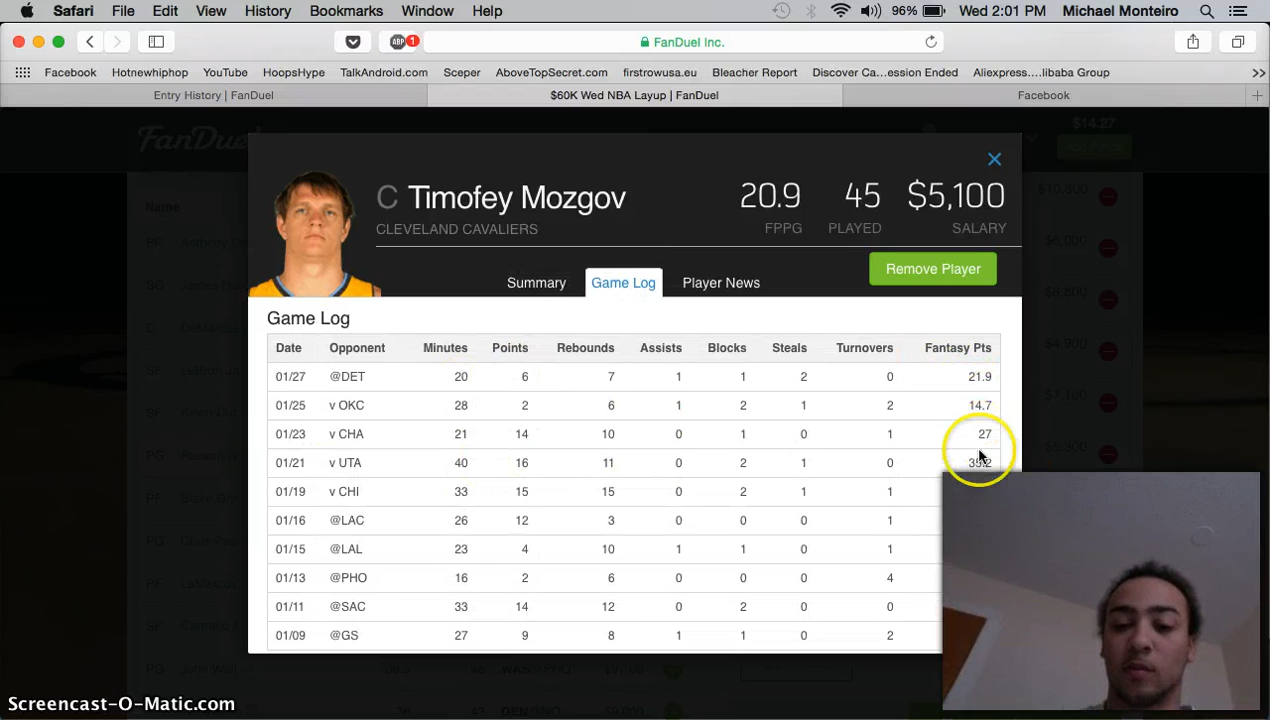 Safari File Edit View History Bookmarks Window Help 96% Wed 2:01 PM Michael Monteiro
ABP 1 FanDuel Inc.
Facebook Hotnewhiphop YouTube HoopsHype TalkAndroid.com Sceper AboveTopSecret.com firstrowusa.eu Bleacher Report Discover Ca...ession Ended Aliexpress....libaba Group >>
Entry History | FanDuel $60K Wed NBA Layup | FanDuel Facebook +
FanDuel $14.27
Name
C Timofey Mozgov 20.9 45 $5,100
CLEVELAND CAVALIERS FPPG PLAYED SALARY
Summary Game Log Player News Remove Player
Game Log
Date Opponent Minutes Points Rebounds Assists Blocks Steals Turnovers Fantasy Pts
01/27 @DET 20 6 7 1 1 2 0 21.9
01/25 v OKC 28 2 6 1 2 1 2 14.7
01/23 v CHA 21 14 10 0 1 0 1 27
01/21 v UTA 40 16 11 0 2 1 0
01/19 v CHI 33 15 15 0 2 1 1
01/16 @LAC 26 12 3 0 0 0 1
01/15 @LAL 23 4 10 1 1 0 1
01/13 @PHO 16 2 6 0 0 0 4
01/11 @SAC 33 14 12 0 2 0 0
01/09 @GS 27 9 8 1 1 0 2
Screencast-O-Matic.com